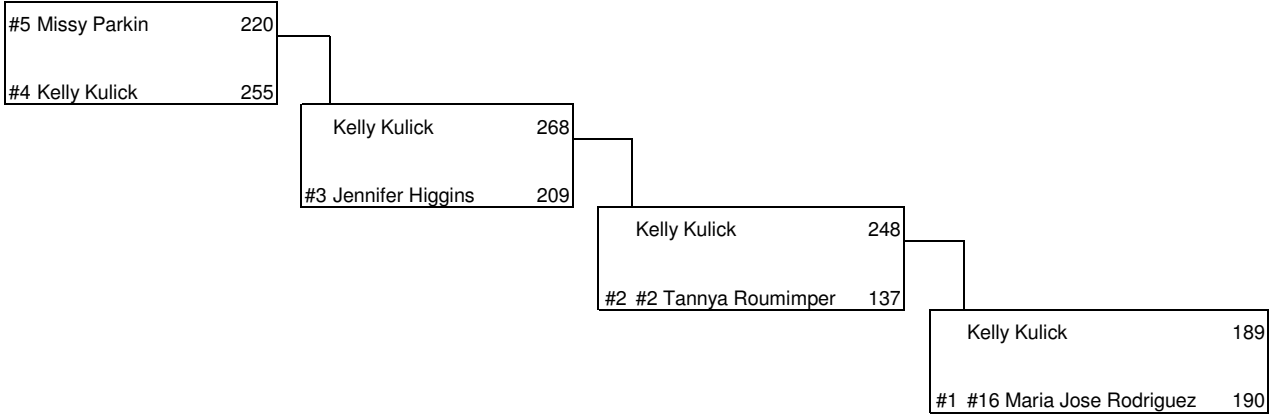 #5 Missy Parkin 220
#4 Kelly Kulick 255
Kelly Kulick 268
#3 Jennifer Higgins 209
Kelly Kulick 248
#2 #2 Tannya Roumimper 137
Kelly Kulick 189
#1 #16 Maria Jose Rodriguez 190